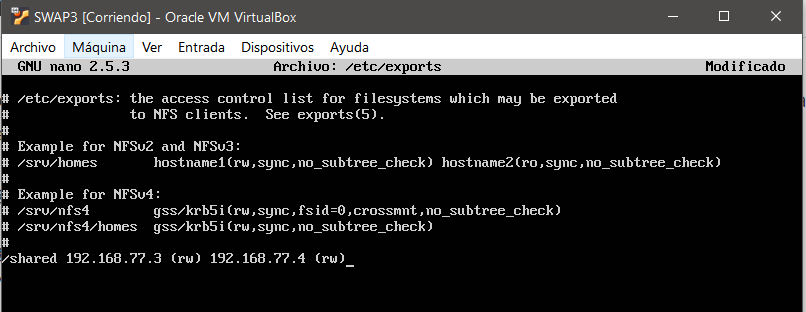 SWAP3 [Corriendo] - Oracle VM VirtualBox
Archivo Máquina Ver Entrada Dispositivos Ayuda
GNU nano 2.5.3 Archivo: /etc/exports Modificado
# /etc/exports: the access control list for filesystems which may be exported
# to NFS clients. See exports(5).
#
# Example for NFSv2 and NFSv3:
# /srv/homes hostname1(rw,sync,no_subtree_check) hostname2(ro,sync,no_subtree_check)
#
# Example for NFSv4:
# /srv/nfs4 gss/krb5i(rw,sync,fsid=0,crossmnt,no_subtree_check)
# /srv/nfs4/homes gss/krb5i(rw,sync,no_subtree_check)
#
/shared 192.168.77.3 (rw) 192.168.77.4 (rw)_